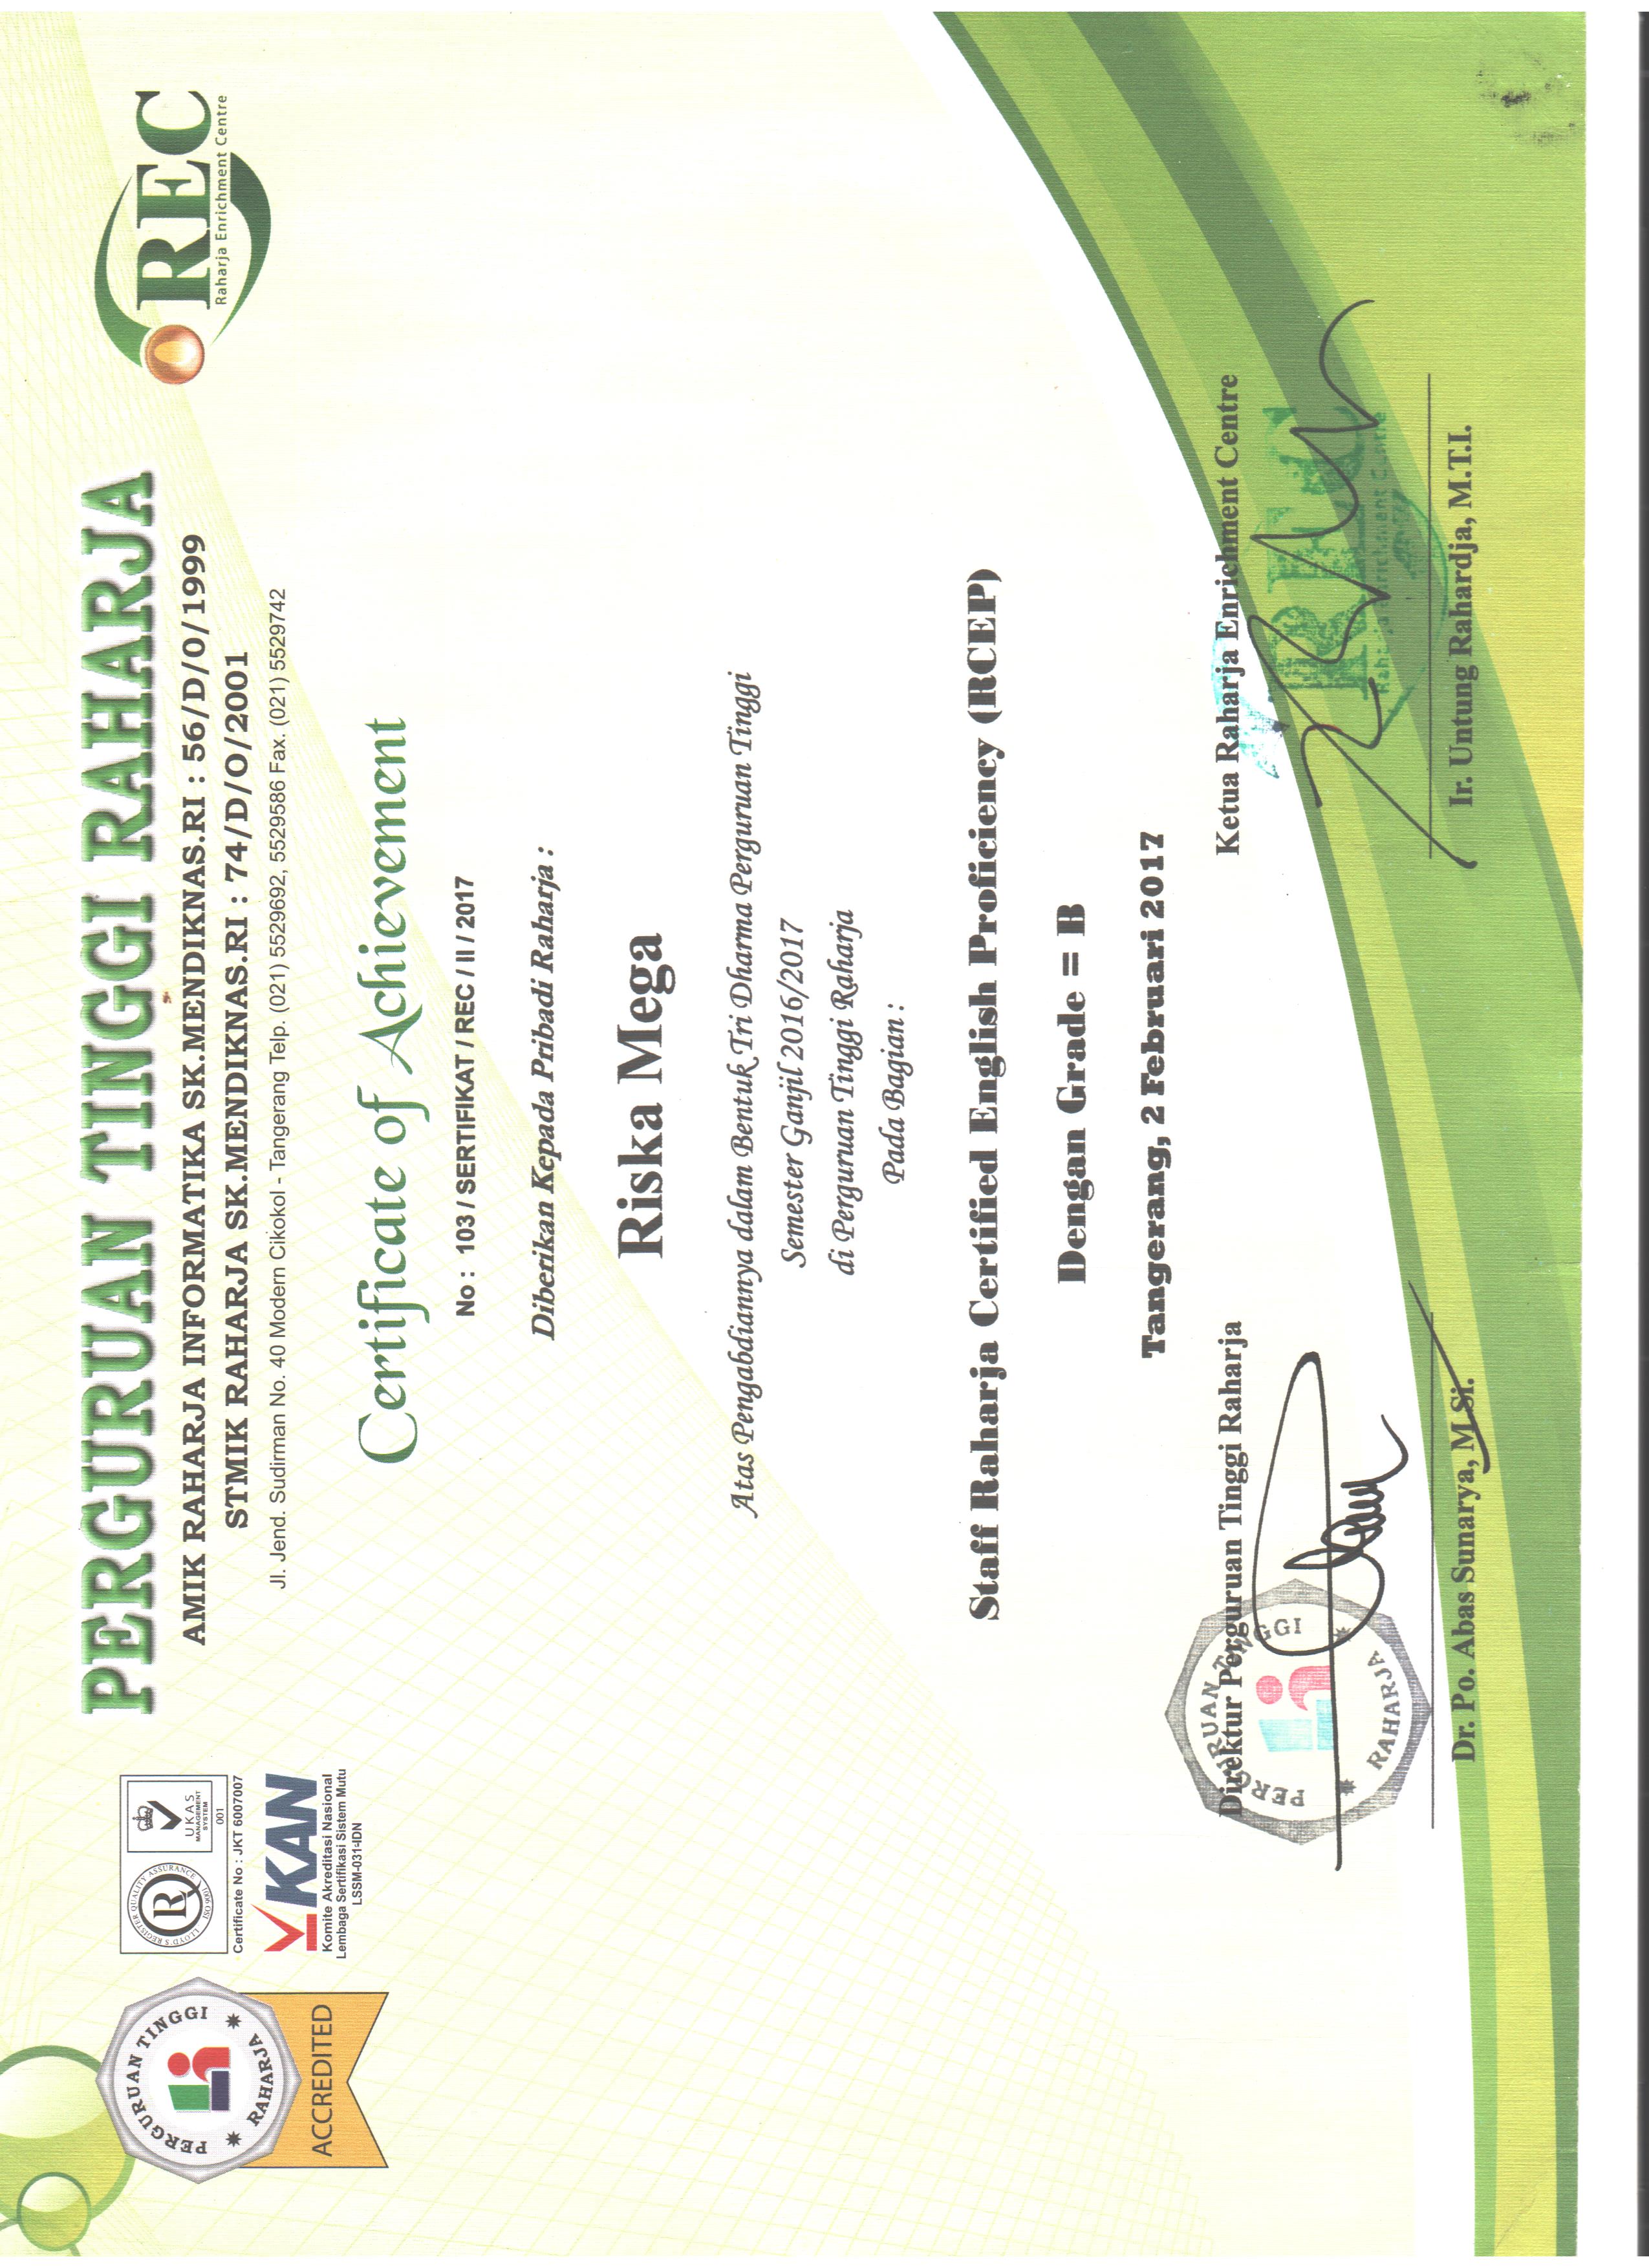 PERGURUAN TINGGI RAHARJA
ACCREDITED
LLOYD'S REGISTER QUALITY ASSURANCE
ISO 9001
UKAS
MANAGEMENT
SYSTEM
001
Certificate No : JKT 6007007
KAN
Komite Akreditasi Nasional
Lembaga Sertifikasi Sistem Mutu
LSSM-031-IDN
PERGURUAN TINGGI RAHARJA
AMIK RAHARJA INFORMATIKA SK.MENDIKNAS.RI : 56/D/0/1999
STMIK RAHARJA SK.MENDIKNAS.RI : 74/D/O/2001
Jl. Jend. Sudirman No. 40 Modern Cikokol - Tangerang Telp. (021) 5529692, 5529586 Fax. (021) 5529742
REC
Raharja Enrichment Centre
Certificate of Achievement
No : 103 / SERTIFIKAT / REC / II / 2017
Diberikan Kepada Pribadi Raharja :
Riska Mega
Atas Pengabdiannya dalam Bentuk Tri Dharma Perguruan Tinggi
Semester Ganjil 2016/2017
di Perguruan Tinggi Raharja
Pada Bagian :
Staff Raharja Certified English Proficiency (RCEP)
Dengan Grade = B
Tangerang, 2 Februari 2017
Direktur Perguruan Tinggi Raharja
PERGURUAN TINGGI RAHARJA
Dr. Po. Abas Sunarya, M.Si.
Ketua Raharja Enrichment Centre
REC
Raharja Enrichment Centre
Ir. Untung Rahardja, M.T.I.